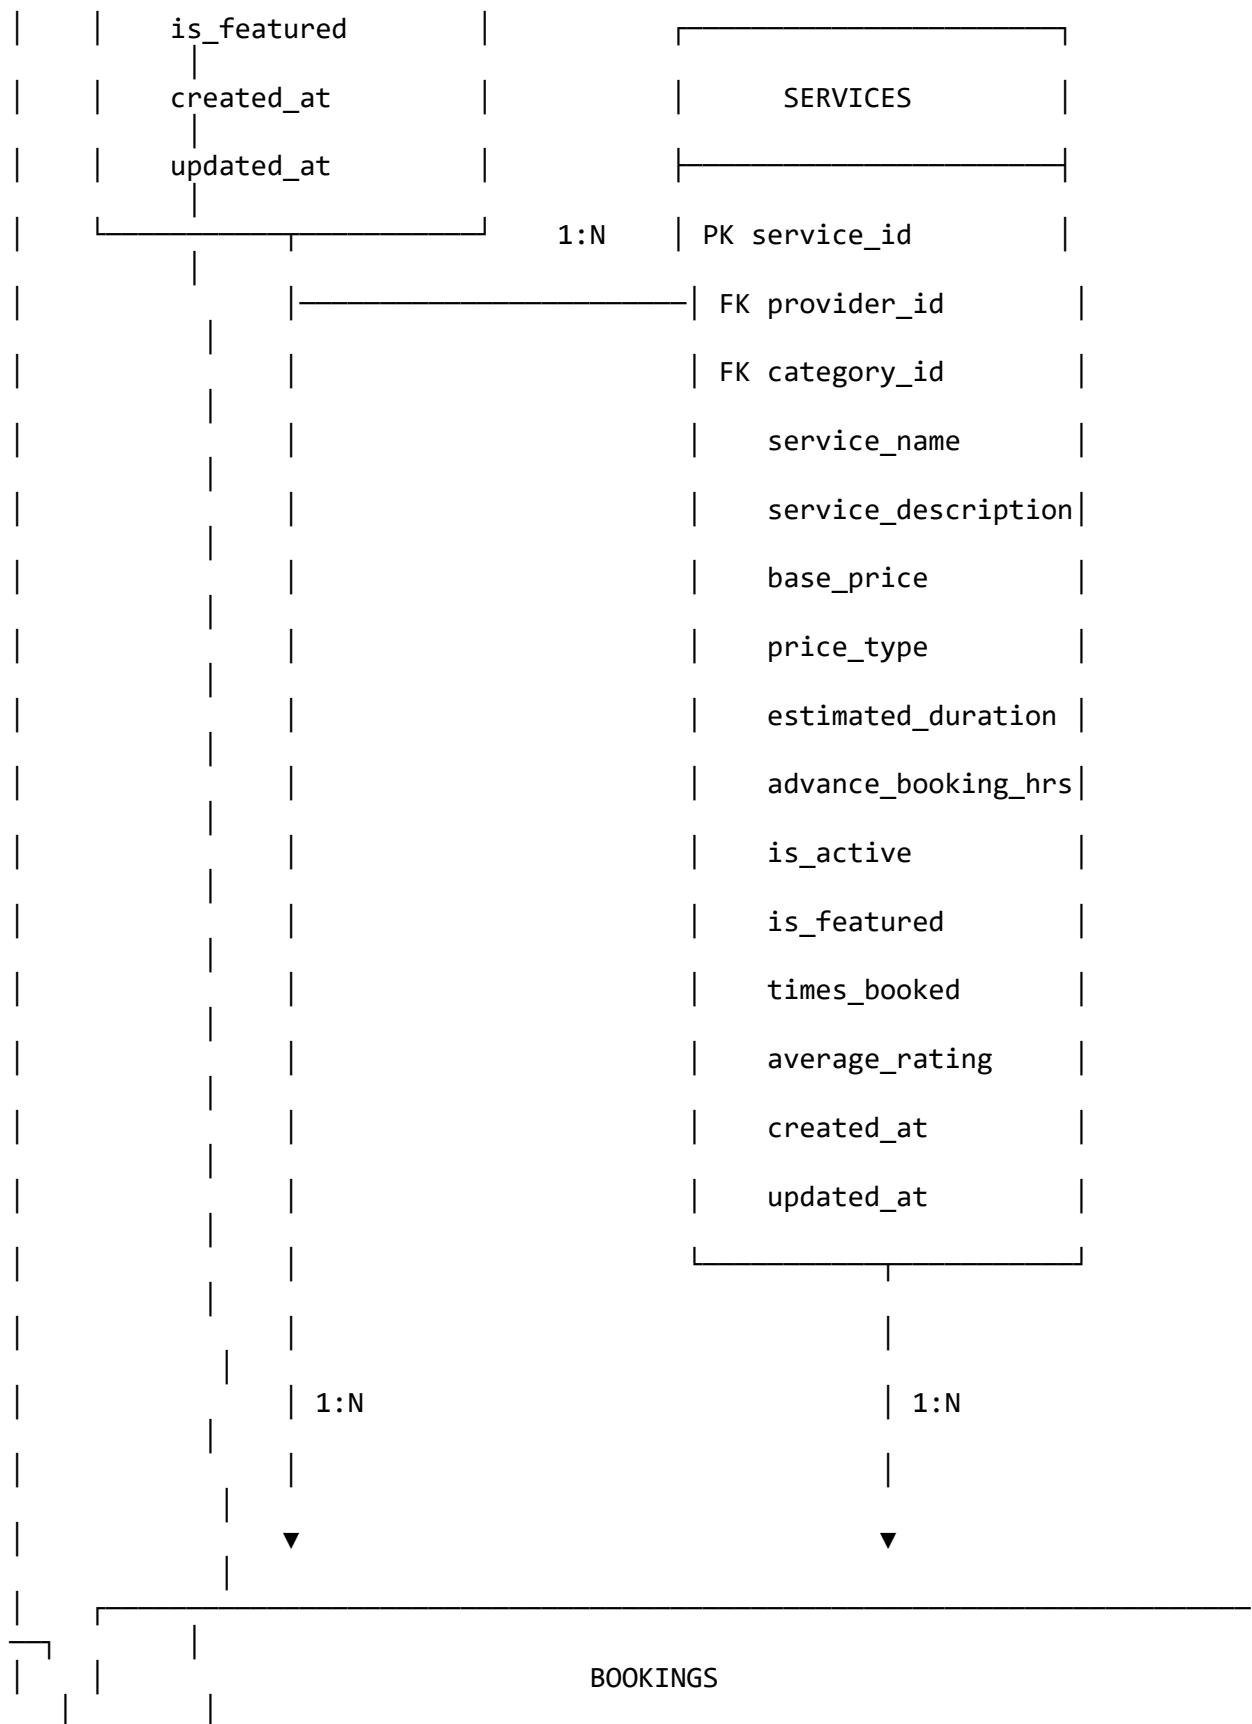 is_featured
created_at SERVICES
updated_at
1:N PK service_id
FK provider_id
FK category_id
service_name
service_description
base_price
price_type
estimated_duration
advance_booking_hrs
is_active
is_featured
times_booked
average_rating
created_at
updated_at
1:N 1:N
BOOKINGS